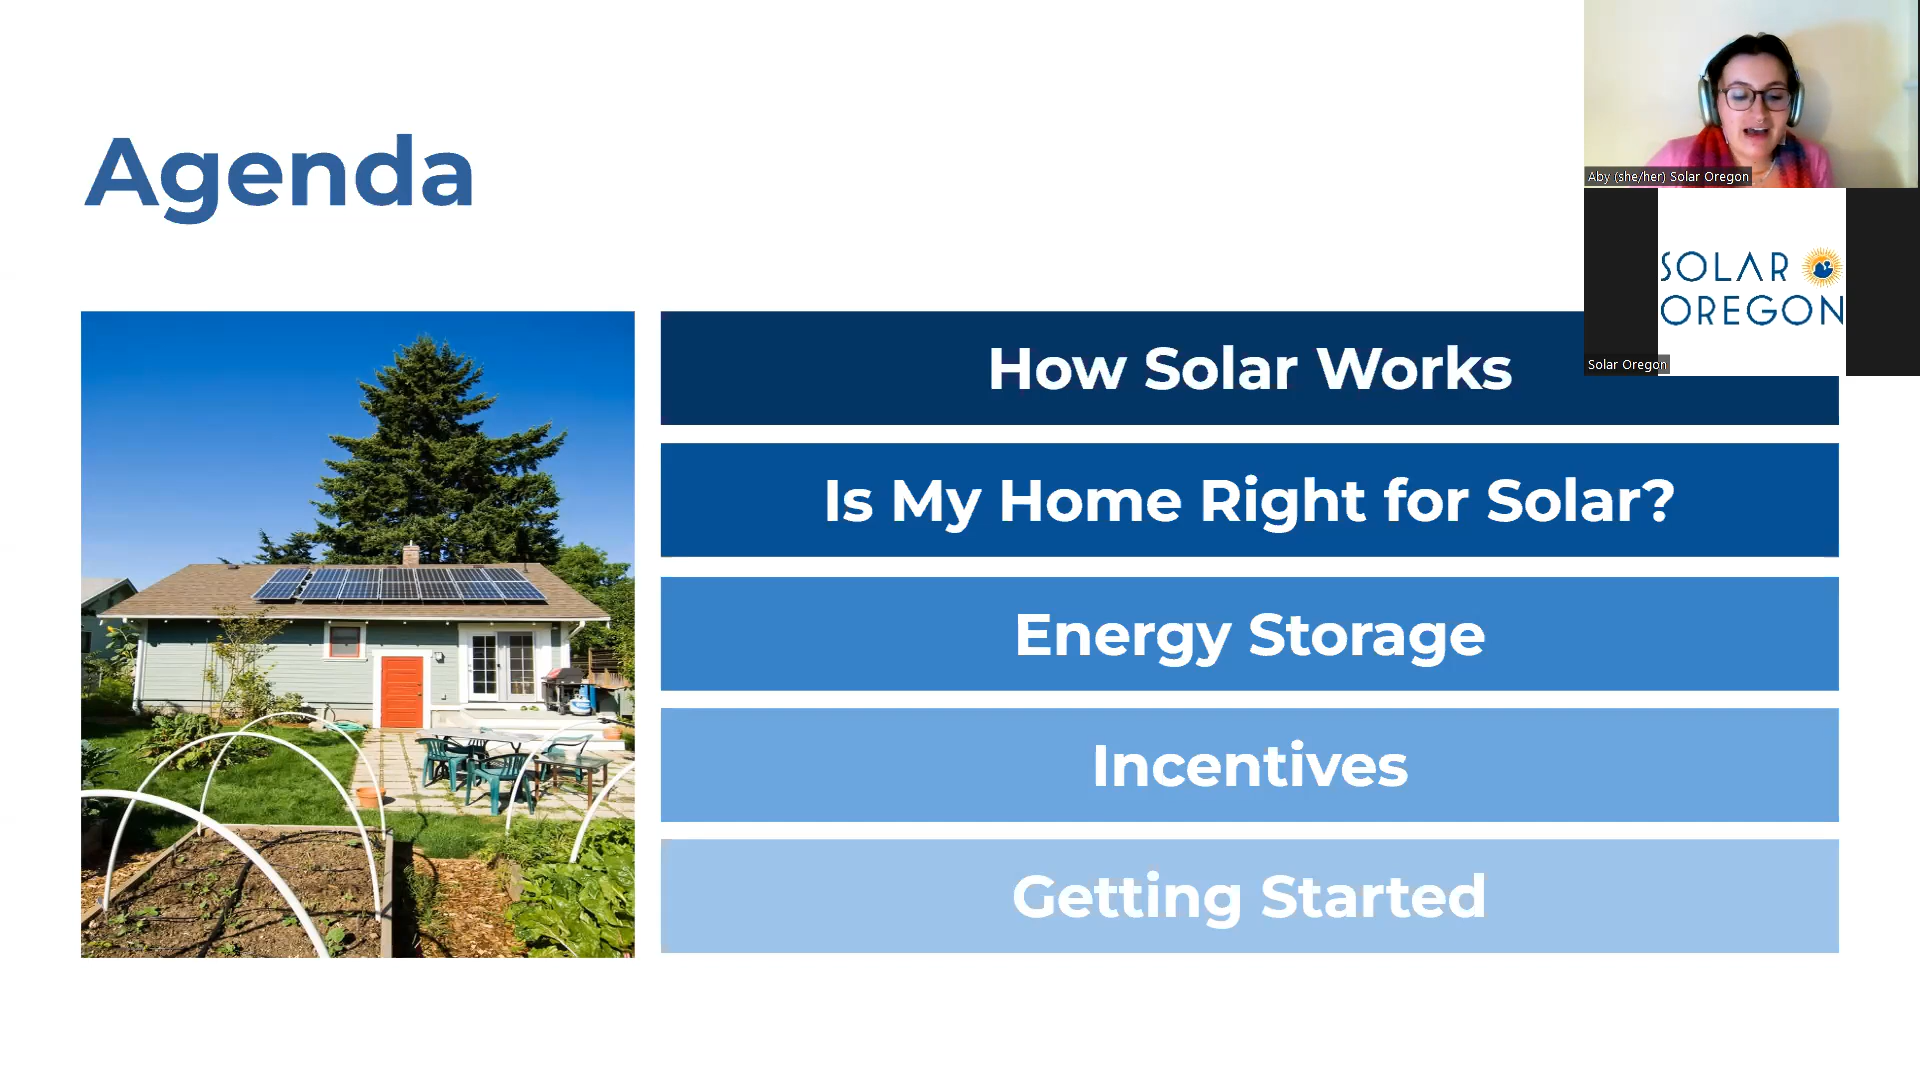 Agenda
How Solar Works
Is My Home Right for Solar?
Energy Storage
Incentives
Getting Started
Aby (she/her) Solar Oregon
SOLAR
OREGON
Solar Oregon